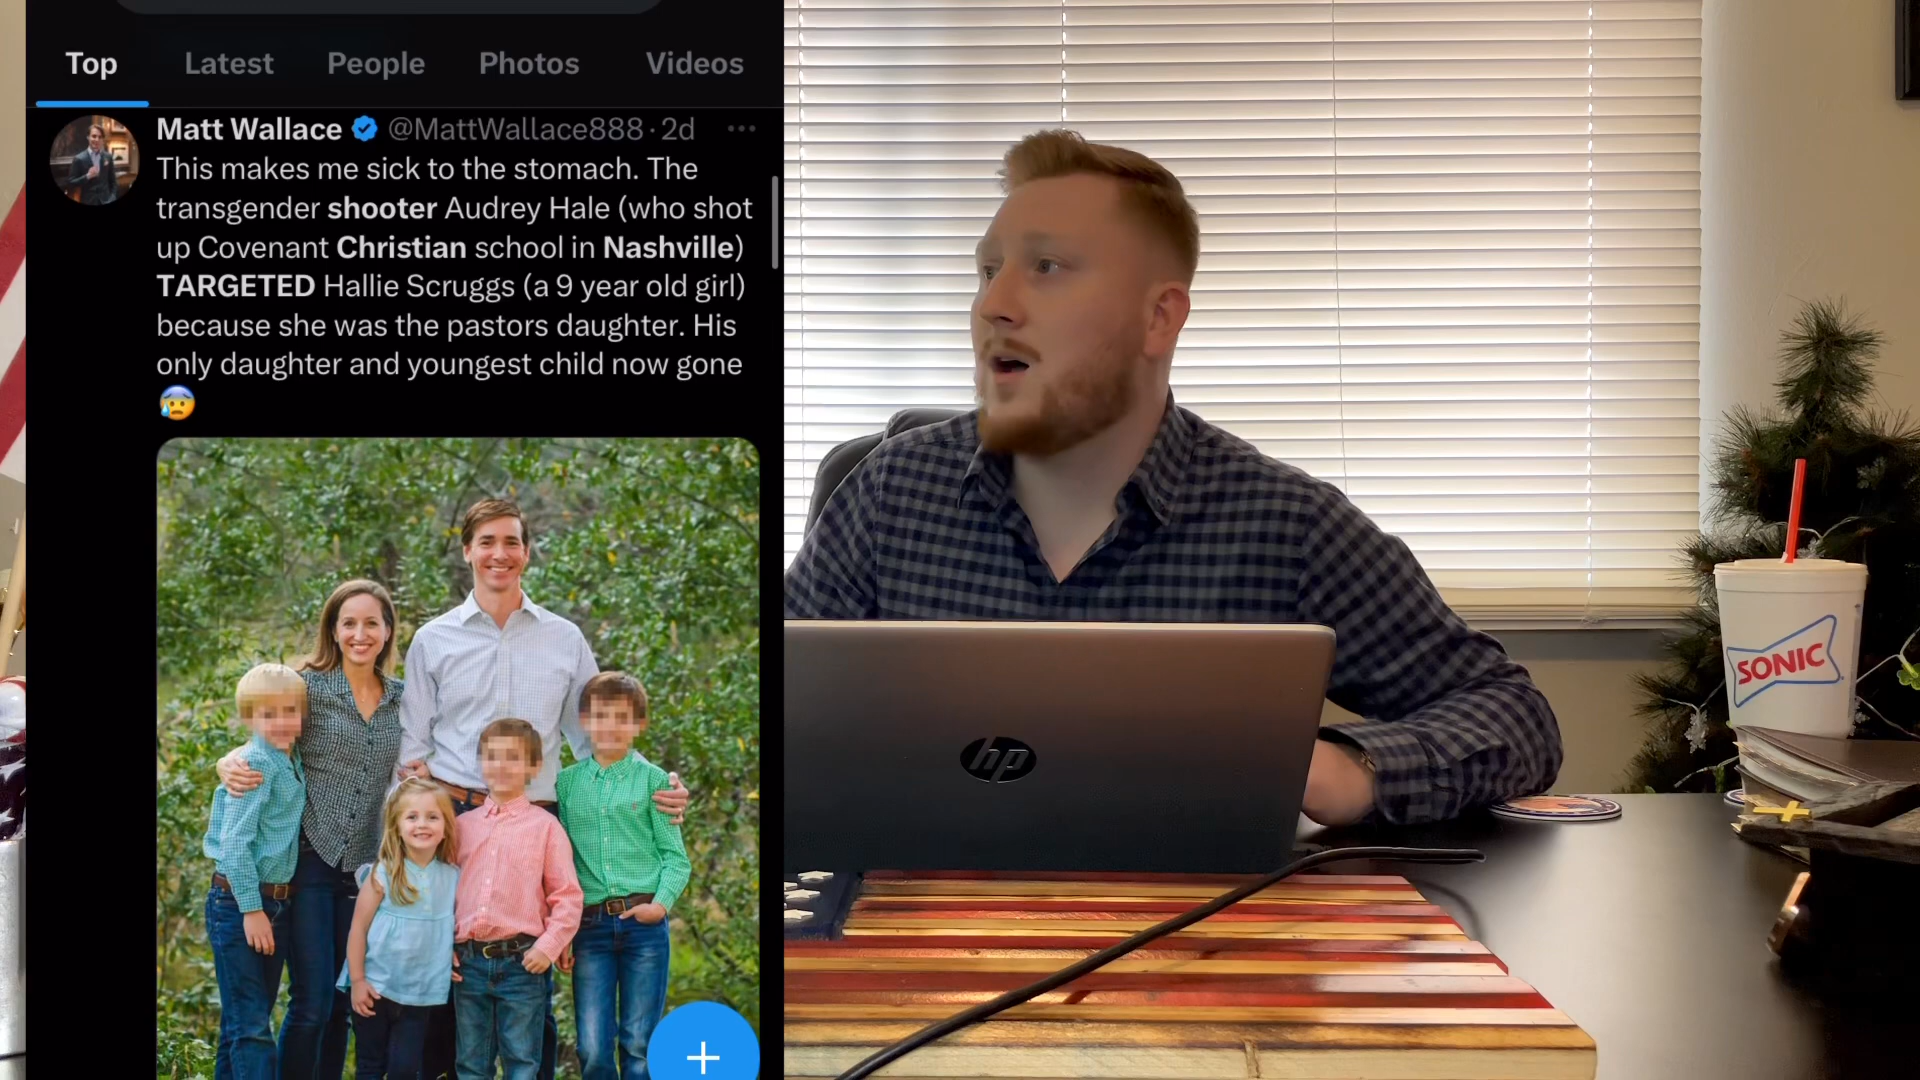 Top Latest People Photos Videos
Matt Wallace @MattWallace888 · 2d
This makes me sick to the stomach. The
transgender shooter Audrey Hale (who shot
up Covenant Christian school in Nashville)
TARGETED Hallie Scruggs (a 9 year old girl)
because she was the pastors daughter. His
only daughter and youngest child now gone
hp
SONIC